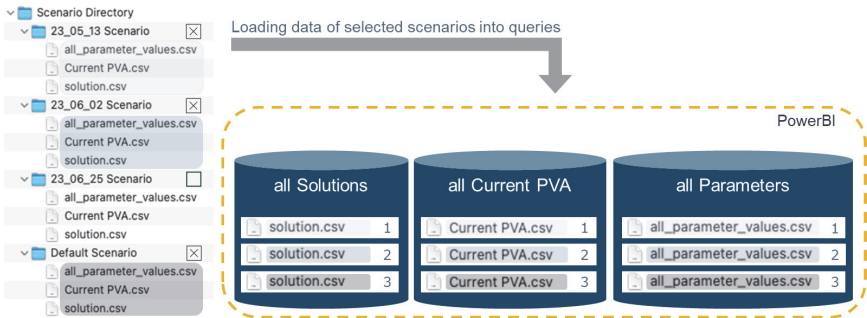 Scenario Directory
23_05_13 Scenario
all_parameter_values.csv
Current PVA.csv
solution.csv
23_06_02 Scenario
all_parameter_values.csv
Current PVA.csv
solution.csv
23_06_25 Scenario
all_parameter_values.csv
Current PVA.csv
solution.csv
Default Scenario
all_parameter_values.csv
Current PVA.csv
solution.csv
Loading data of selected scenarios into queries
PowerBI
all Solutions
solution.csv 1
solution.csv 2
solution.csv 3
all Current PVA
Current PVA.csv 1
Current PVA.csv 2
Current PVA.csv 3
all Parameters
all_parameter_values.csv 1
all_parameter_values.csv 2
all_parameter_values.csv 3